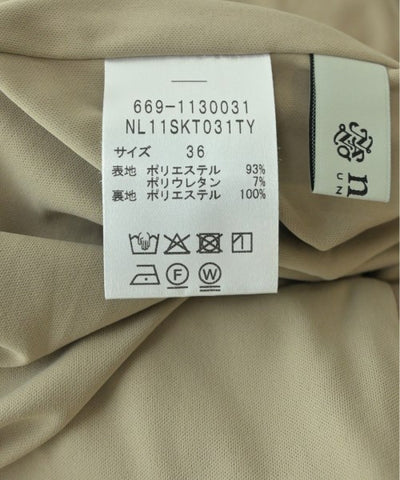 669-1130031
NL11SKT031TY
サイズ 36
表地 ポリエステル 93%
ポリウレタン 7%
裏地 ポリエステル 100%
F W
n